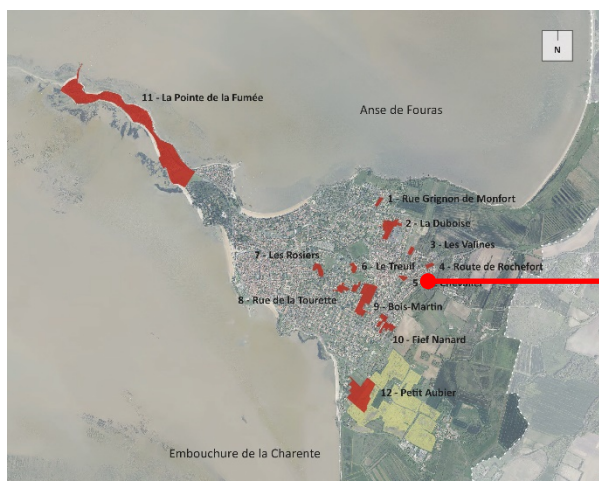 N
11 - La Pointe de la Fumée
Anse de Fouras
1 - Rue Grignon de Monfort
2 - La Duboise
3 - Les Valines
7 - Les Rosiers
6 - Le Treuil
4 - Route de Rochefort
5
8 - Rue de la Tourette
9 - Bois-Martin
10 - Fief Nanard
12 - Petit Aubier
Embouchure de la Charente